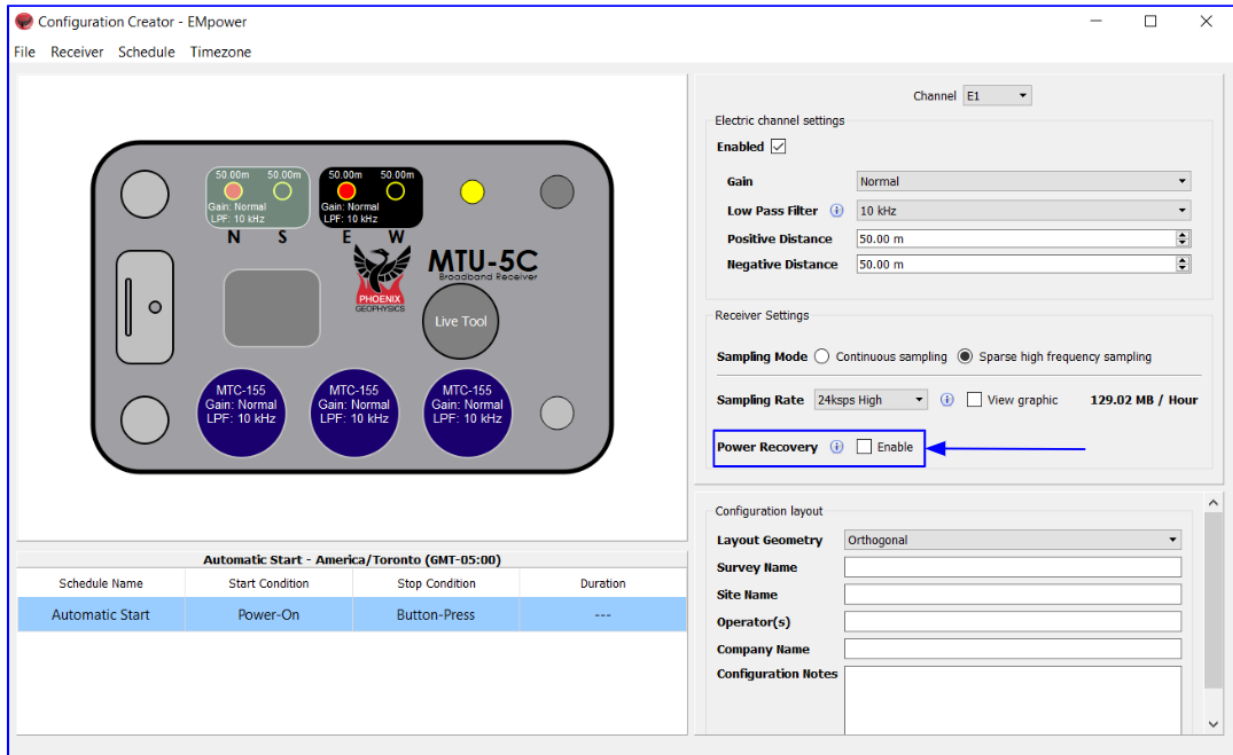 Configuration Creator - EMpower
File Receiver Schedule Timezone
50.00m 50.00m
Gain: Normal
LPF: 10 kHz
N S
50.00m 50.00m
Gain: Normal
LPF: 10 kHz
E W
MTU-5C
Broadband Receiver
PHOENIX
GEOPHYSICS
Live Tool
MTC-155
Gain: Normal
LPF: 10 kHz
MTC-155
Gain: Normal
LPF: 10 kHz
MTC-155
Gain: Normal
LPF: 10 kHz
Automatic Start - America/Toronto (GMT-05:00)
Schedule Name Start Condition Stop Condition Duration
Automatic Start Power-On Button-Press ---
Channel E1
Electric channel settings
Enabled
Gain Normal
Low Pass Filter 10 kHz
Positive Distance 50.00 m
Negative Distance 50.00 m
Receiver Settings
Sampling Mode Continuous sampling Sparse high frequency sampling
Sampling Rate 24ksps High View graphic 129.02 MB / Hour
Power Recovery Enable
Configuration layout
Layout Geometry Orthogonal
Survey Name
Site Name
Operator(s)
Company Name
Configuration Notes